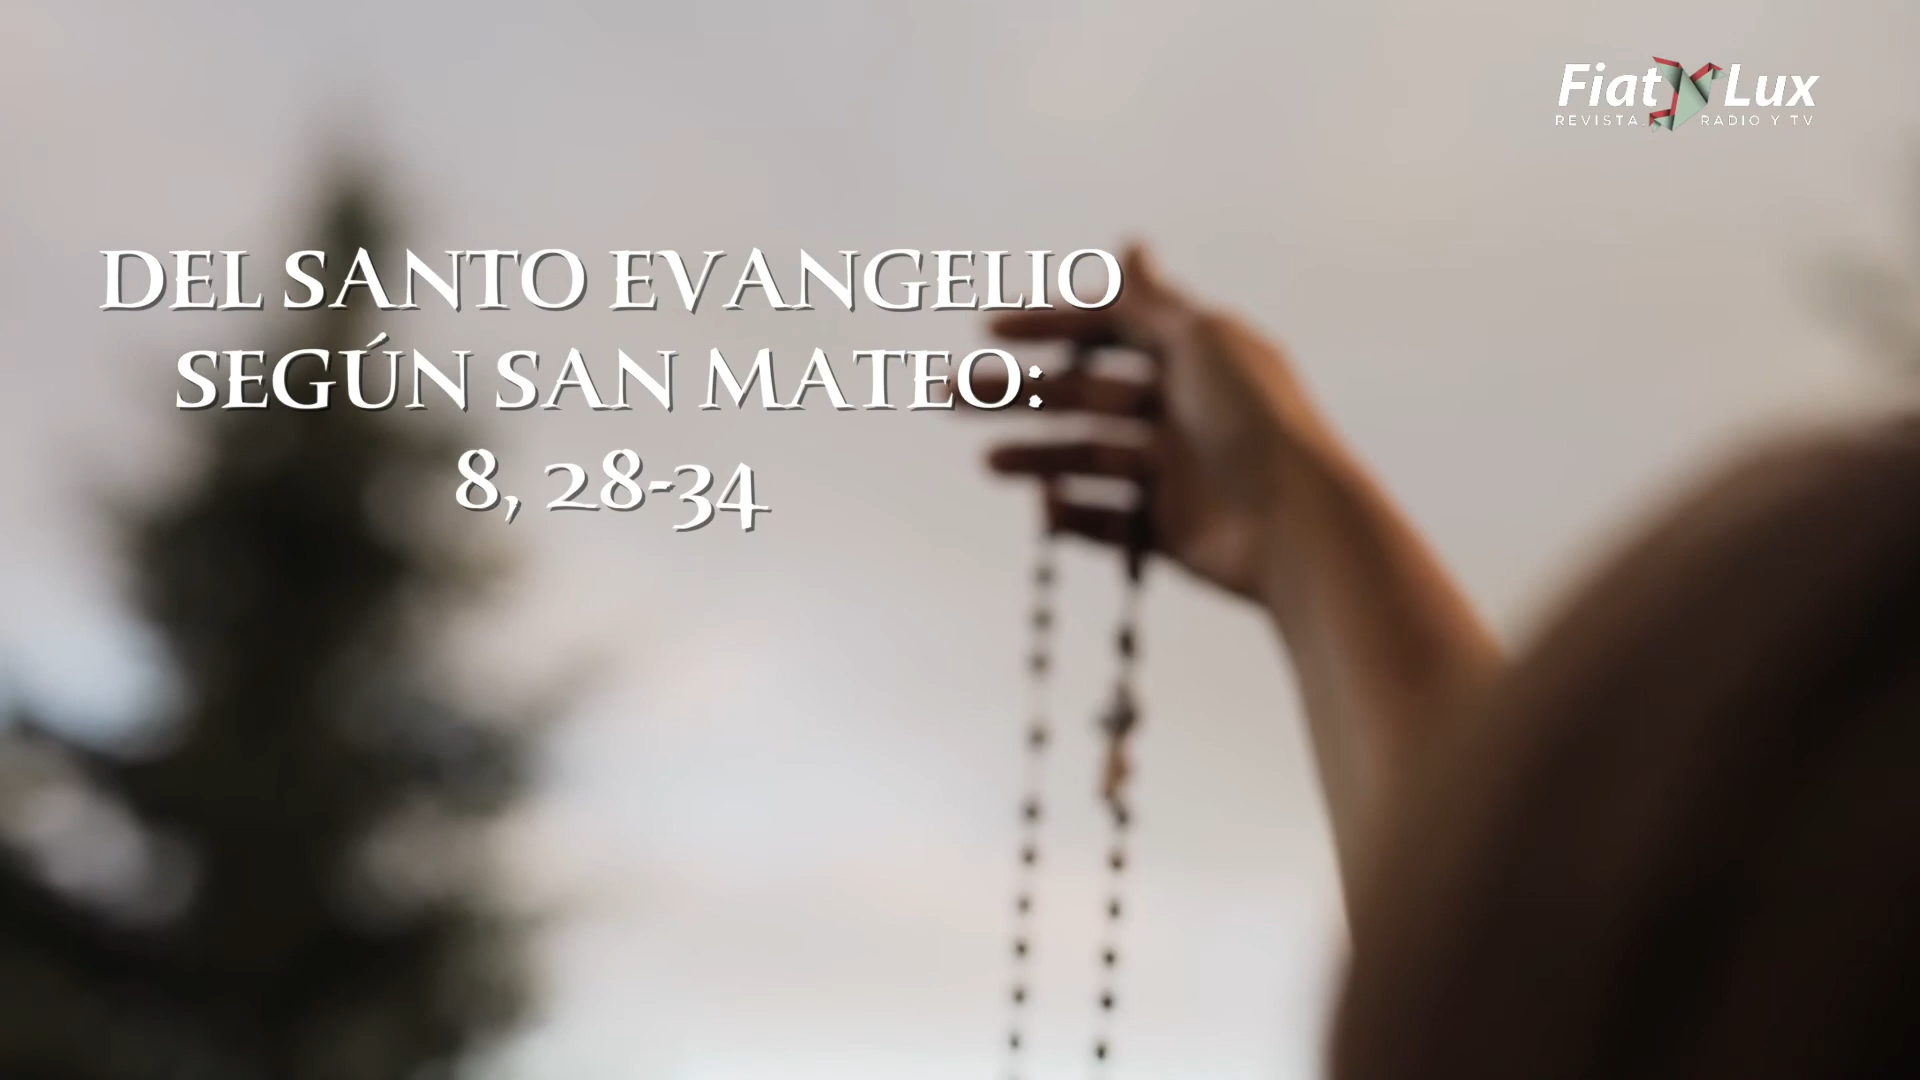 Fiat Lux
REVISTA, RADIO Y TV
DEL SANTO EVANGELIO
SEGÚN SAN MATEO:
8, 28-34